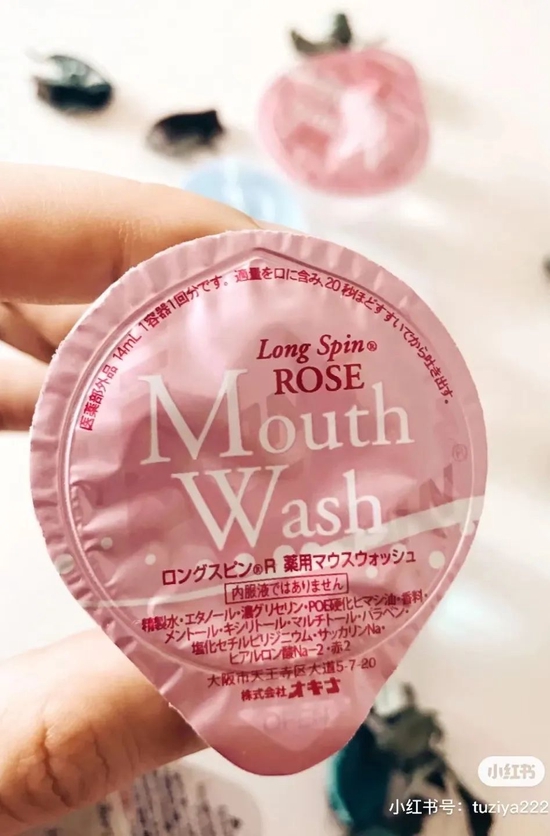 医薬部外品 14mL 1容器1回分です。適量を口に含み、20秒ほどすすいでから吐き出す。
Long Spin®
ROSE
Mouth
Wash
®
ロングスピン®R 薬用マウスウォッシュ
内服液ではありません
精製水・エタノール・濃グリセリン・POE硬化ヒマシ油・香料・
メントール・キシリトール・マルチトール・パラベン・
塩化セチルピリジニウム・サッカリンNa・
ヒアルロン酸Na-2・赤2
大阪市天王寺区大道5-7-20
株式会社オキナ
OPEN
小红书
小红书号：tuziya222